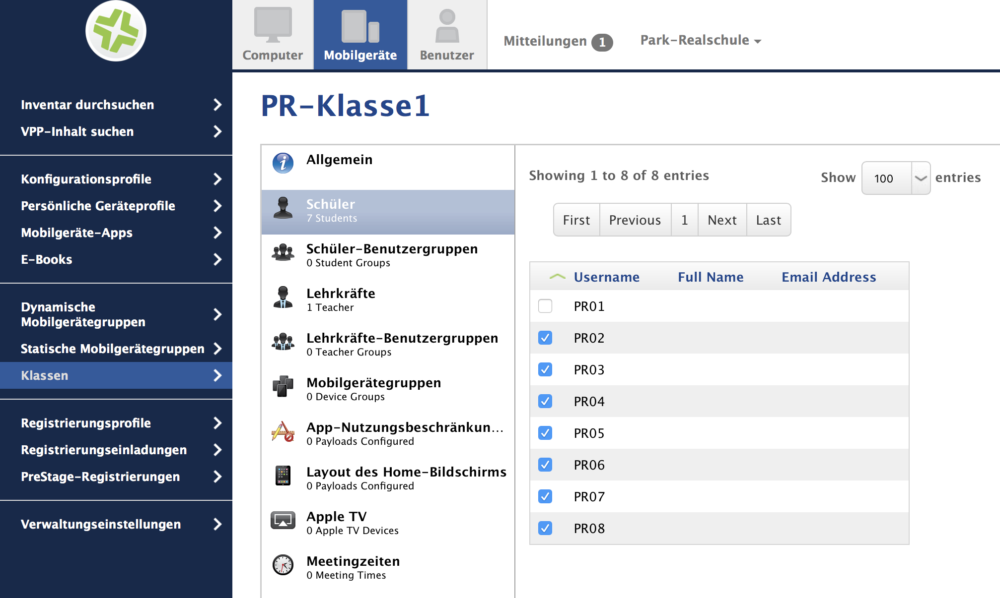 Computer
Mobilgeräte
Benutzer
Mitteilungen 1
Park-Realschule
Inventar durchsuchen
VPP-Inhalt suchen
Konfigurationsprofile
Persönliche Geräteprofile
Mobilgeräte-Apps
E-Books
Dynamische
Mobilgerätegruppen
Statische Mobilgerätegruppen
Klassen
Registrierungsprofile
Registrierungseinladungen
PreStage-Registrierungen
Verwaltungseinstellungen
PR-Klasse1
Allgemein
Schüler
7 Students
Schüler-Benutzergruppen
0 Student Groups
Lehrkräfte
1 Teacher
Lehrkräfte-Benutzergruppen
0 Teacher Groups
Mobilgerätegruppen
0 Device Groups
App-Nutzungsbeschränkun...
0 Payloads Configured
Layout des Home-Bildschirms
0 Payloads Configured
Apple TV
0 Apple TV Devices
Meetingzeiten
0 Meeting Times
Showing 1 to 8 of 8 entries
Show 100 entries
First Previous 1 Next Last
Username Full Name Email Address
PR01
PR02
PR03
PR04
PR05
PR06
PR07
PR08